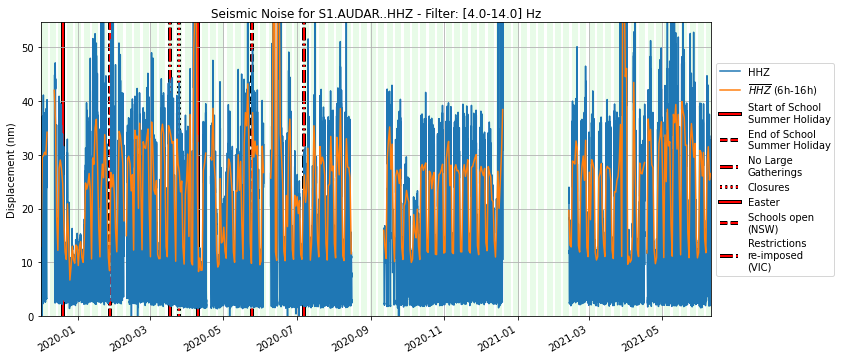 Seismic Noise for S1.AUDAR..HHZ - Filter: [4.0-14.0] Hz
Displacement (nm)
50
40
30
20
10
0
2020-01
2020-03
2020-05
2020-07
2020-09
2020-11
2021-01
2021-03
2021-05
HHZ
HHZ (6h-16h)
Start of School
Summer Holiday
End of School
Summer Holiday
No Large
Gatherings
Closures
Easter
Schools open
(NSW)
Restrictions
re-imposed
(VIC)